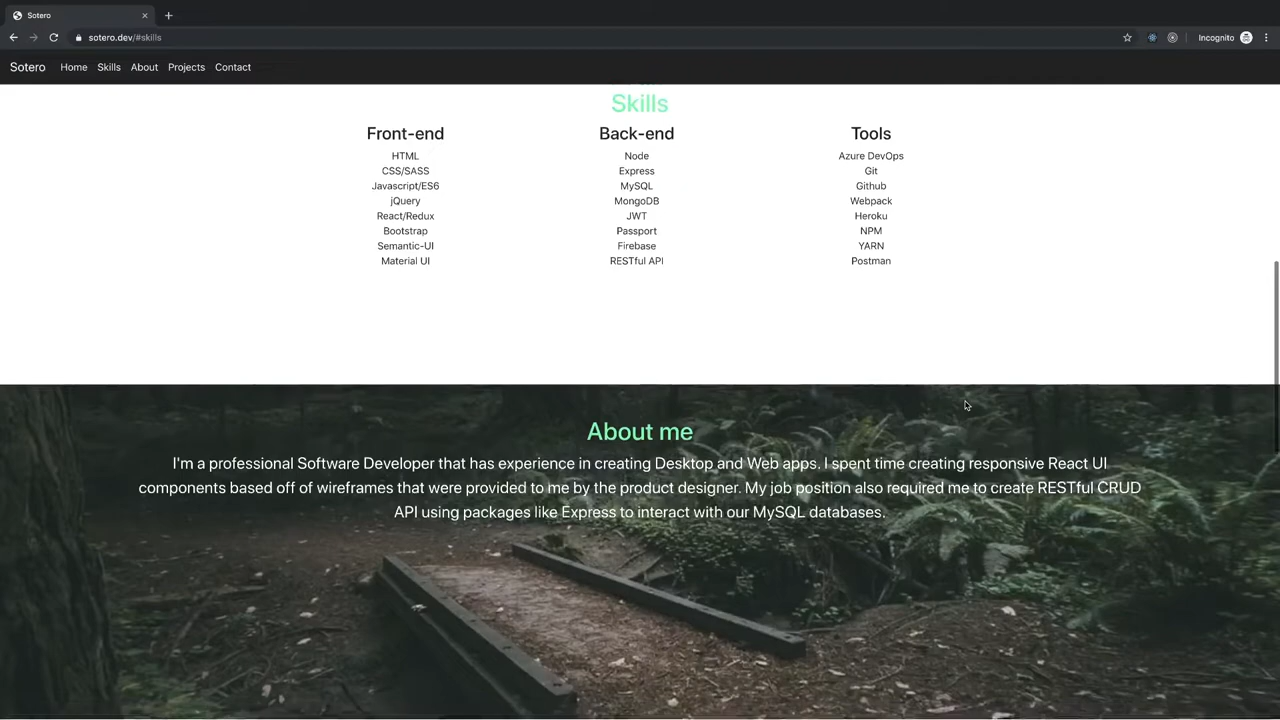 Sotero
sotero.dev/#skills
Incognito
Sotero Home Skills About Projects Contact
Skills
Front-end
HTML
CSS/SASS
Javascript/ES6
jQuery
React/Redux
Bootstrap
Semantic-UI
Material UI
Back-end
Node
Express
MySQL
MongoDB
JWT
Passport
Firebase
RESTful API
Tools
Azure DevOps
Git
Github
Webpack
Heroku
NPM
YARN
Postman
About me
I'm a professional Software Developer that has experience in creating Desktop and Web apps. I spent time creating responsive React UI
components based off of wireframes that were provided to me by the product designer. My job position also required me to create RESTful CRUD
API using packages like Express to interact with our MySQL databases.